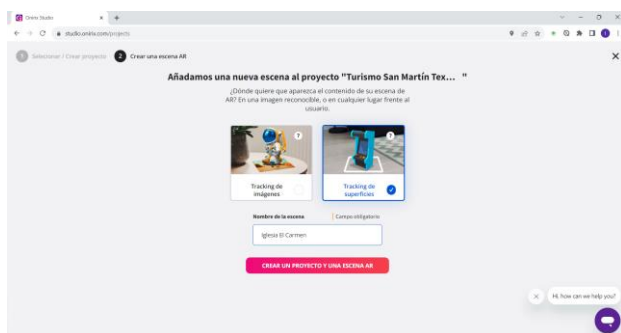 Onirix Studio
studio.onirix.com/projects
1 Seleccionar / Crear proyecto 2 Crear una escena AR
Añadamos una nueva escena al proyecto "Turismo San Martín Tex... "
¿Dónde quiere que aparezca el contenido de su escena de
AR? En una imagen reconocible, o en cualquier lugar frente al
usuario.
?
?
Tracking de
imágenes
Tracking de
superficies
Nombre de la escena
Campo obligatorio
Iglesia El Carmen
CREAR UN PROYECTO Y UNA ESCENA AR
Hi, how can we help you?